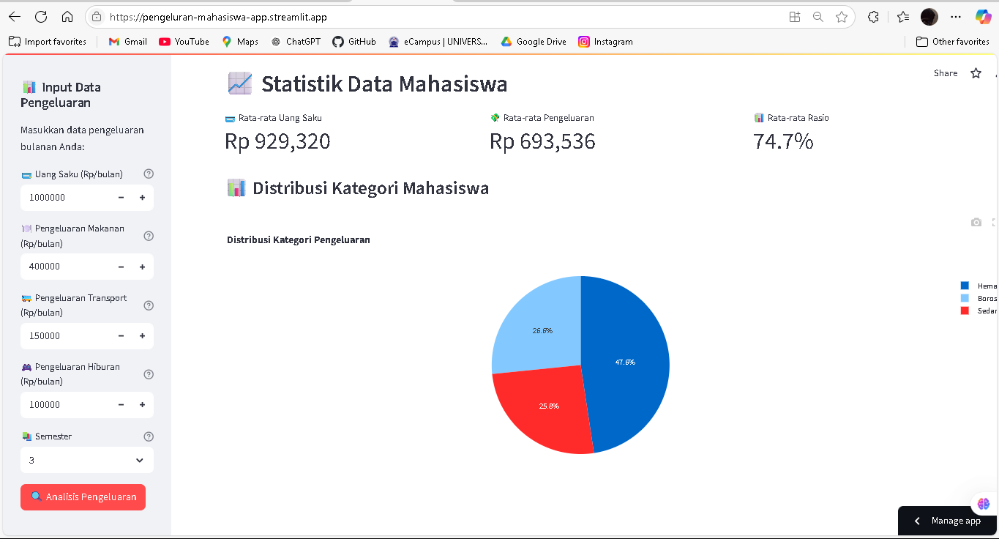 https://pengeluran-mahasiswa-app.streamlit.app
Import favorites
Gmail
YouTube
Maps
ChatGPT
GitHub
eCampus | UNIVERS...
Google Drive
Instagram
Other favorites
Input Data
Pengeluaran
Masukkan data pengeluaran
bulanan Anda:
Uang Saku (Rp/bulan)
1000000
Pengeluaran Makanan
(Rp/bulan)
400000
Pengeluaran Transport
(Rp/bulan)
150000
Pengeluaran Hiburan
(Rp/bulan)
100000
Semester
3
Analisis Pengeluaran
Share
Statistik Data Mahasiswa
Rata-rata Uang Saku
Rp 929,320
Rata-rata Pengeluaran
Rp 693,536
Rata-rata Rasio
74.7%
Distribusi Kategori Mahasiswa
Distribusi Kategori Pengeluaran
26.6%
47.6%
25.8%
Hema
Boros
Sedar
Manage app